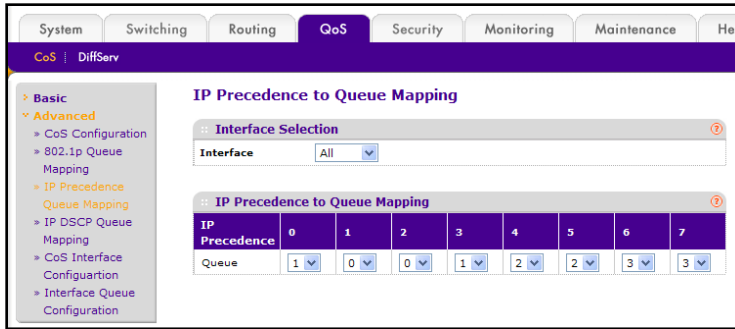 System Switching Routing QoS Security Monitoring Maintenance He
CoS DiffServ
Basic
Advanced
» CoS Configuration
» 802.1p Queue
Mapping
» IP Precedence
Queue Mapping
» IP DSCP Queue
Mapping
» CoS Interface
Configuartion
» Interface Queue
Configuration
IP Precedence to Queue Mapping
:: Interface Selection ?
Interface All
:: IP Precedence to Queue Mapping ?
IP
Precedence 0 1 2 3 4 5 6 7
Queue 1 0 0 1 2 2 3 3